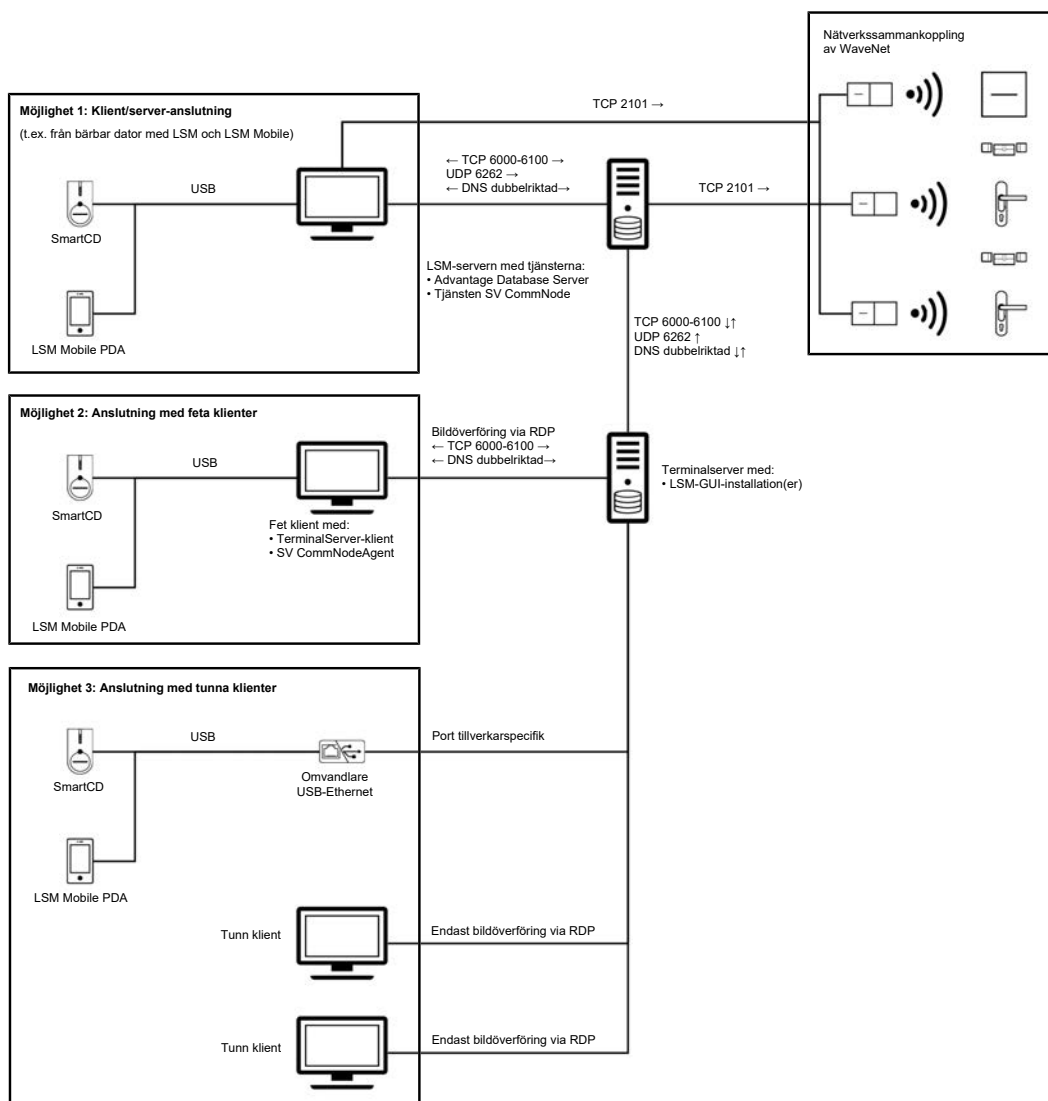 Nätverkssammankoppling
av WaveNet
Möjlighet 1: Klient/server-anslutning
(t.ex. från bärbar dator med LSM och LSM Mobile)
TCP 2101 →
USB
← TCP 6000-6100 →
UDP 6262 →
← DNS dubbelriktad→
TCP 2101 →
SmartCD
LSM Mobile PDA
LSM-servern med tjänsterna:
• Advantage Database Server
• Tjänsten SV CommNode
TCP 6000-6100 ↓↑
UDP 6262 ↑
DNS dubbelriktad ↓↑
Möjlighet 2: Anslutning med feta klienter
USB
Bildöverföring via RDP
← TCP 6000-6100 →
← DNS dubbelriktad→
SmartCD
LSM Mobile PDA
Fet klient med:
• TerminalServer-klient
• SV CommNodeAgent
Terminalserver med:
• LSM-GUI-installation(er)
Möjlighet 3: Anslutning med tunna klienter
USB
Port tillverkarspecifik
SmartCD
Omvandlare
USB-Ethernet
LSM Mobile PDA
Tunn klient
Endast bildöverföring via RDP
Tunn klient
Endast bildöverföring via RDP